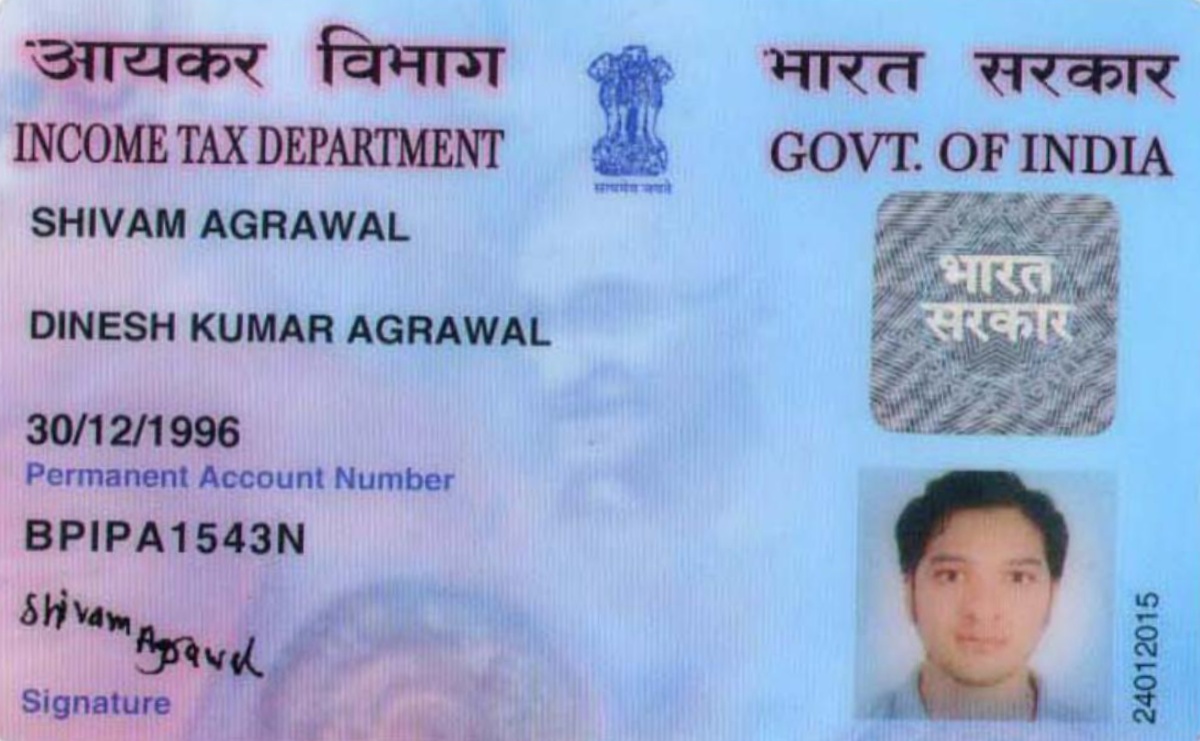 आयकर विभाग
INCOME TAX DEPARTMENT
सत्यमेव जयते
भारत सरकार
GOVT. OF INDIA
SHIVAM AGRAWAL
DINESH KUMAR AGRAWAL
30/12/1996
Permanent Account Number
BPIPA1543N
Shivam Agrawal
Signature
भारत
सरकार
24012015